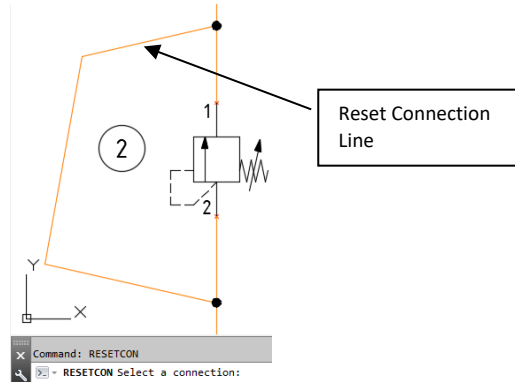 1
Reset Connection
Line
2
2
Y
X
Command: RESETCON
RESETCON Select a connection: